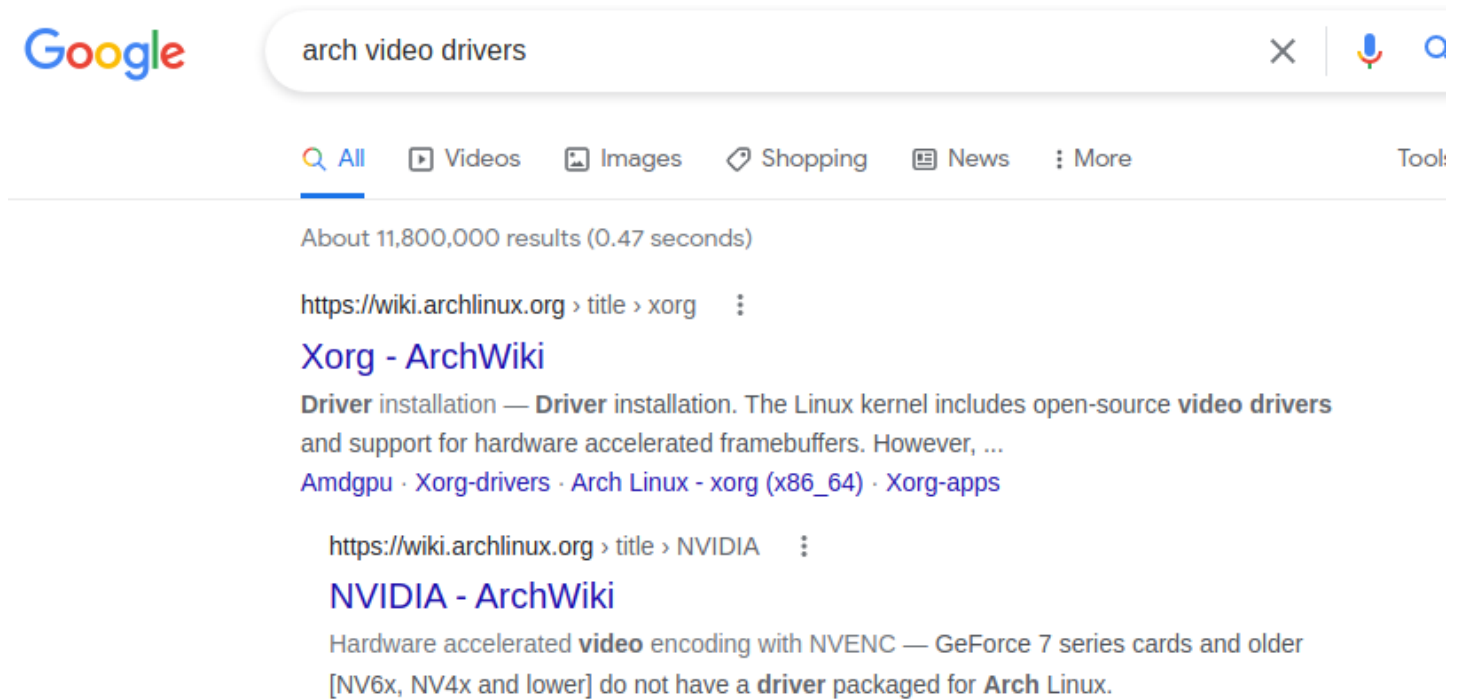 Google
arch video drivers
All Videos Images Shopping News More Tools
About 11,800,000 results (0.47 seconds)
https://wiki.archlinux.org › title › xorg
Xorg - ArchWiki
Driver installation — Driver installation. The Linux kernel includes open-source video drivers
and support for hardware accelerated framebuffers. However, ...
Amdgpu · Xorg-drivers · Arch Linux - xorg (x86_64) · Xorg-apps
https://wiki.archlinux.org › title › NVIDIA
NVIDIA - ArchWiki
Hardware accelerated video encoding with NVENC — GeForce 7 series cards and older
[NV6x, NV4x and lower] do not have a driver packaged for Arch Linux.